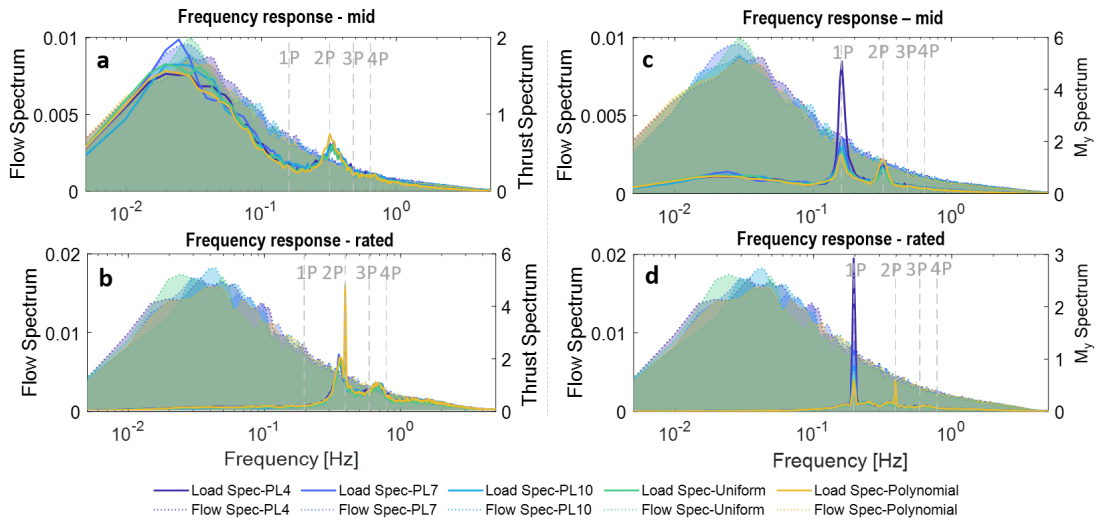 Frequency response - mid
a
0.01
0.005
0
Flow Spectrum
2
1
0
Thrust Spectrum
1P 2P 3P 4P
10-2 10-1 100
Frequency response – mid
c
0.01
0.005
0
Flow Spectrum
6
4
2
0
My Spectrum
1P 2P 3P 4P
10-2 10-1 100
Frequency response - rated
b
0.02
0.01
0
Flow Spectrum
6
4
2
0
Thrust Spectrum
1P 2P 3P 4P
10-2 10-1 100
Frequency [Hz]
Frequency response - rated
d
0.02
0.01
0
Flow Spectrum
3
2
1
0
My Spectrum
1P 2P 3P 4P
10-2 10-1 100
Frequency [Hz]
Load Spec-PL4 Load Spec-PL7 Load Spec-PL10 Load Spec-Uniform Load Spec-Polynomial
Flow Spec-PL4 Flow Spec-PL7 Flow Spec-PL10 Flow Spec-Uniform Flow Spec-Polynomial